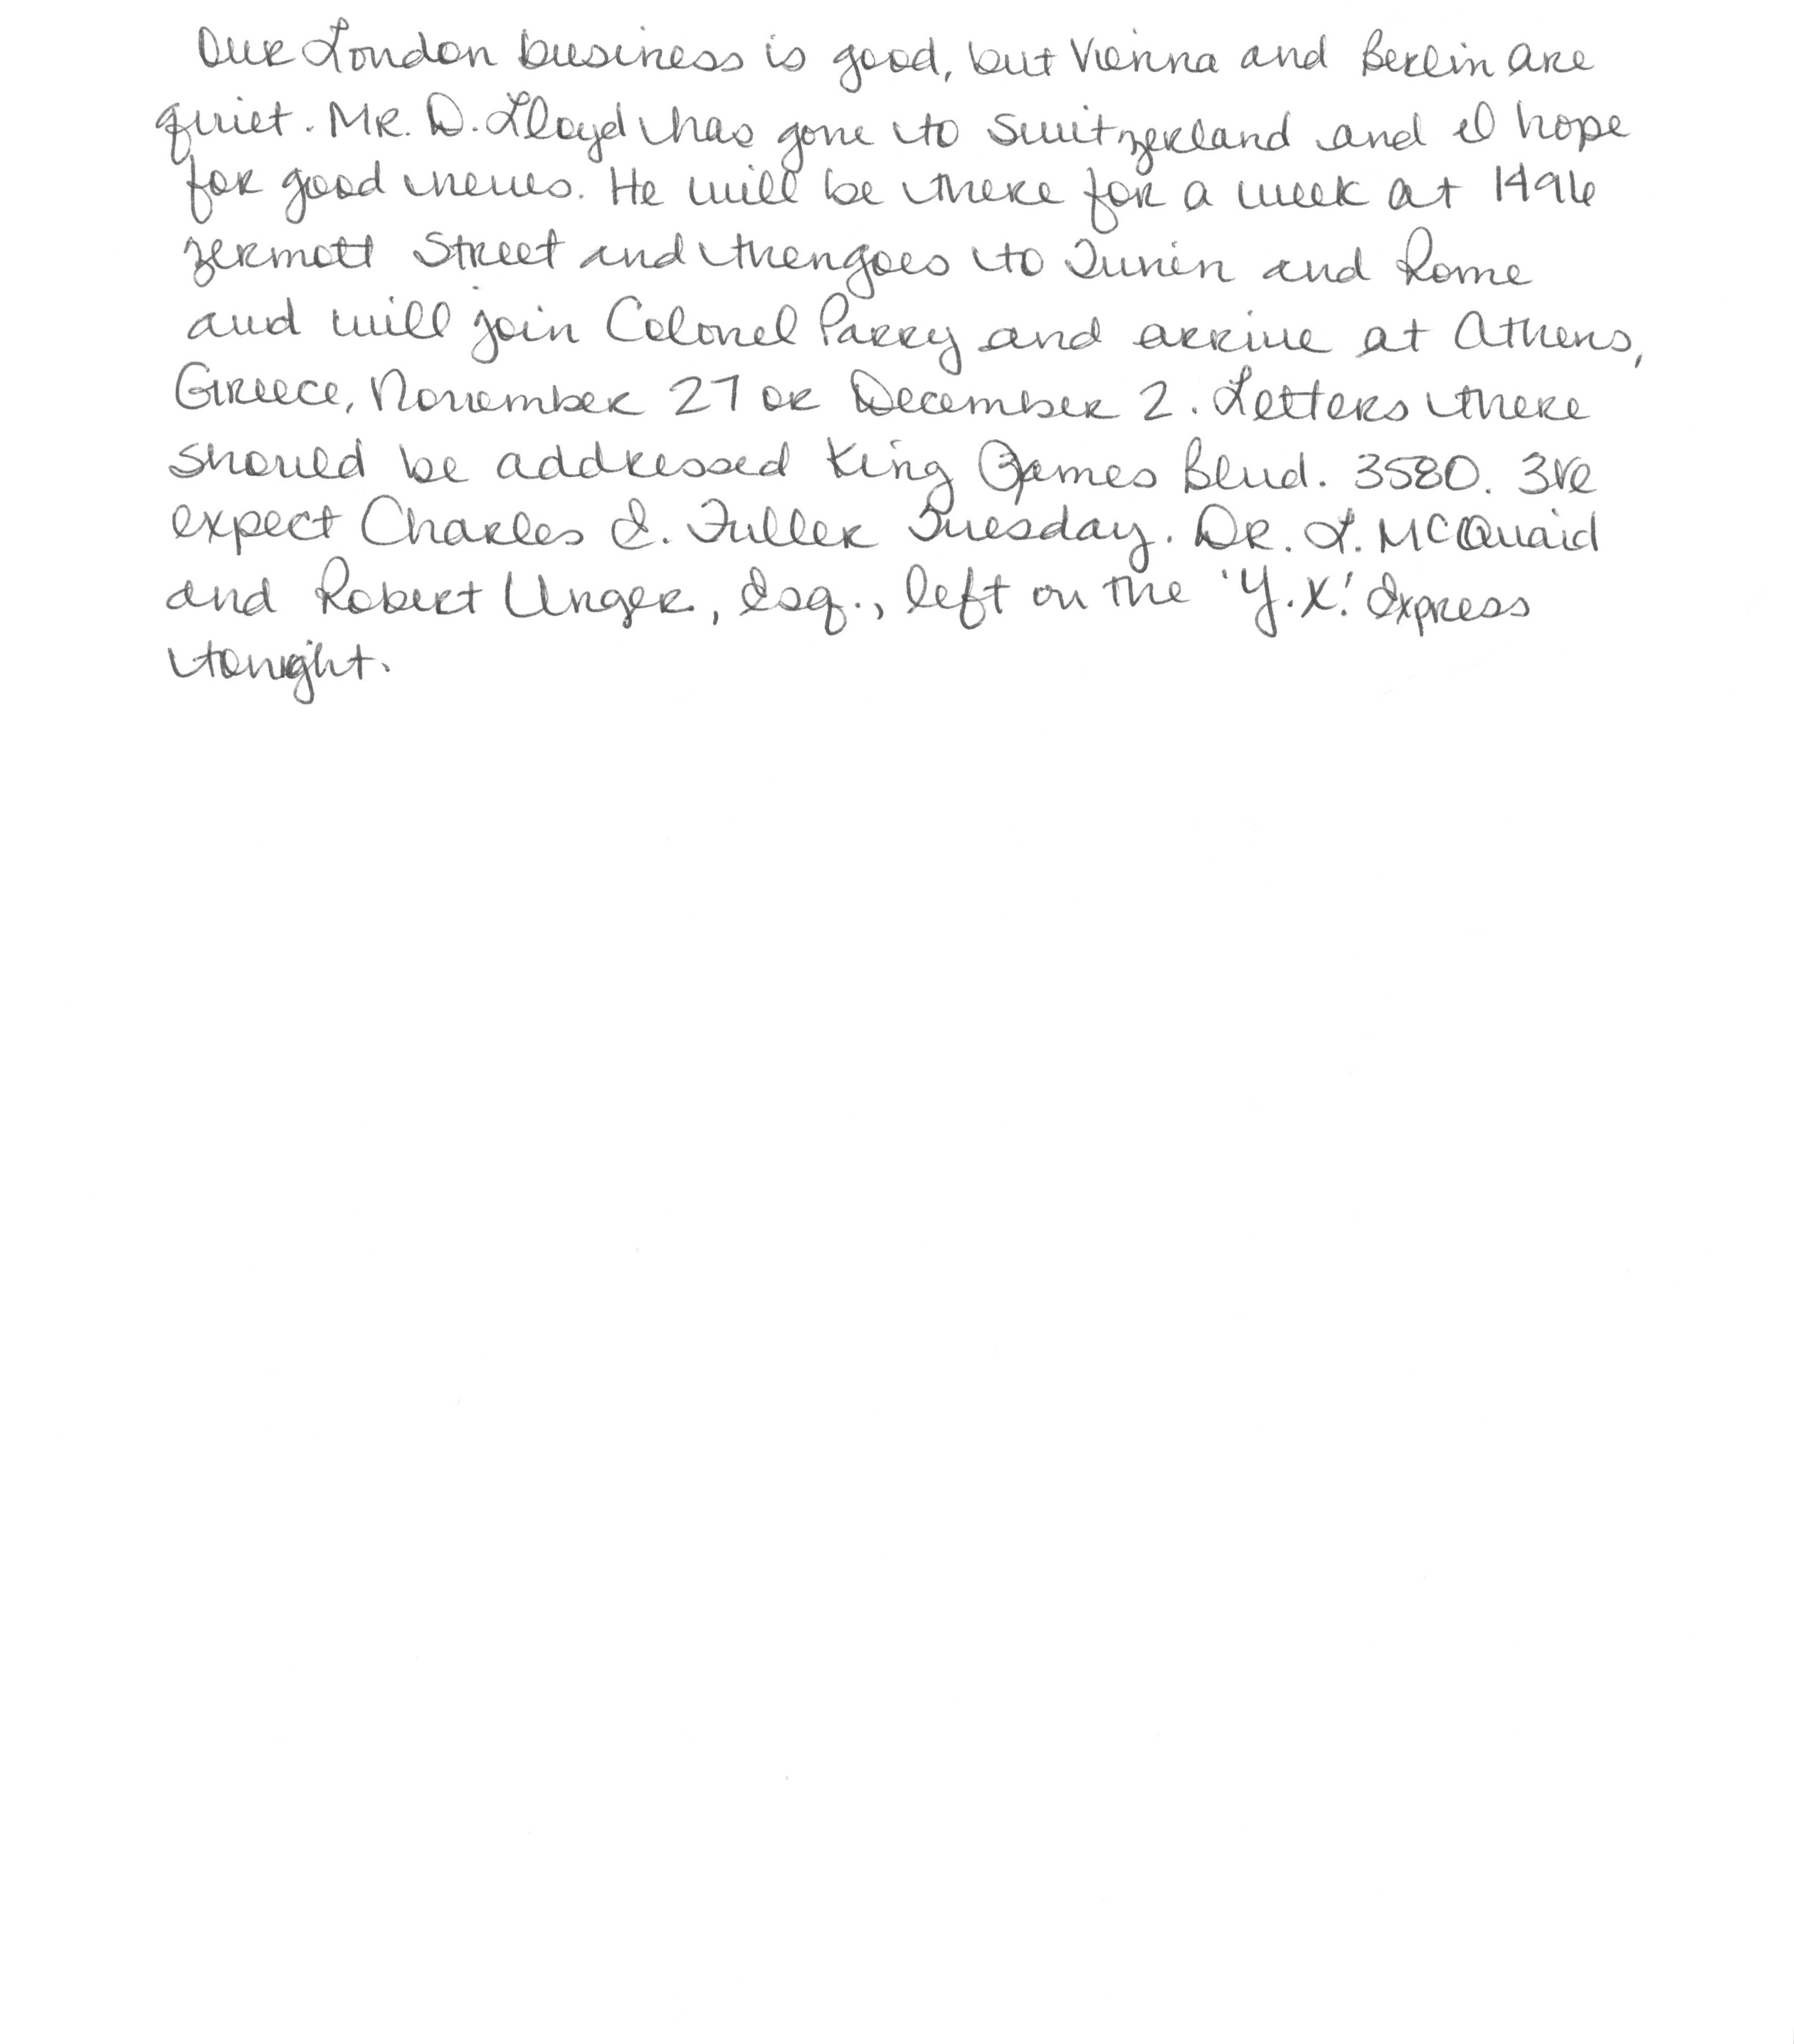 Our London business is good, but Vienna and Berlin are
quiet. Mr. D. Lloyd has gone to Switzerland and I hope
for good news. He will be there for a week at 1496
Zermott Street and then goes to Turin and Rome
and will join Colonel Parry and arrive at Athens,
Greece, November 27 or December 2. Letters there
should be addressed King James Blvd. 3580. We
expect Charles E. Fuller Tuesday. Dr. L. McQuaid
and Robert Unger, Esq., left on the 'Y.X.' Express
tonight.